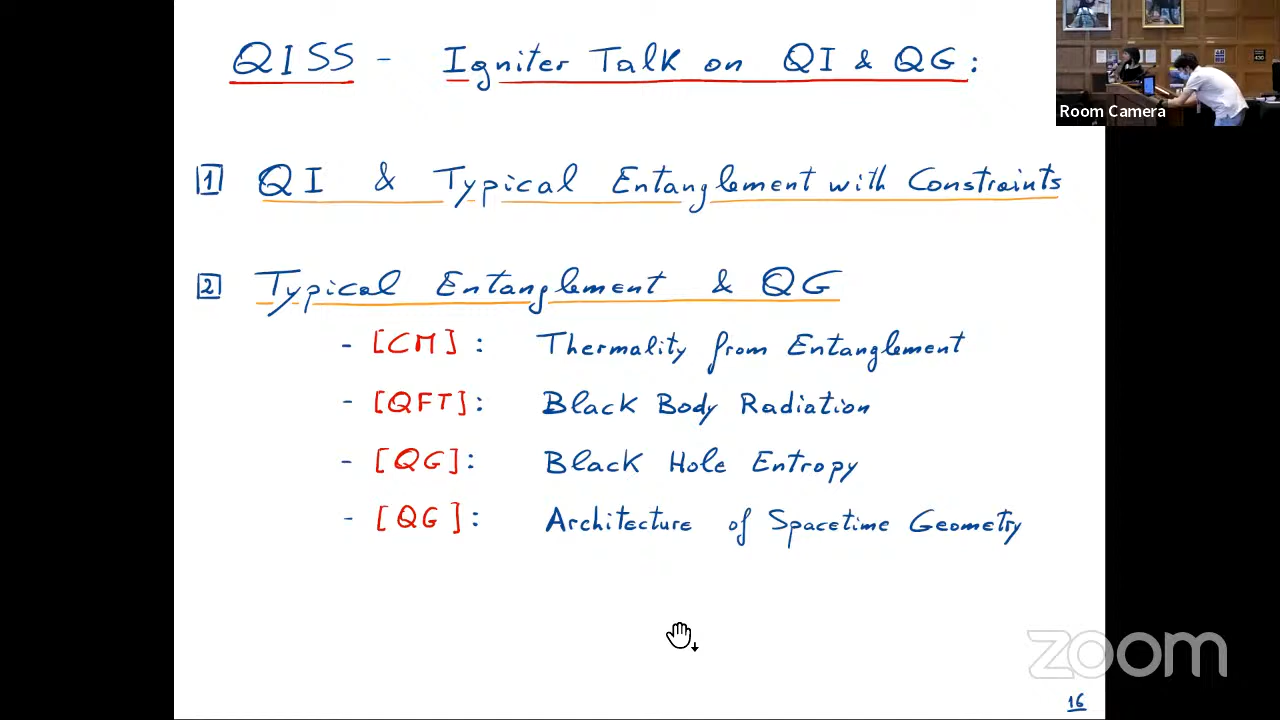 QISS - Igniter Talk on QI & QG:
Room Camera
1 QI & Typical Entanglement with Constraints
2 Typical Entanglement & QG
- [CM]: Thermality from Entanglement
- [QFT]: Black Body Radiation
- [QG]: Black Hole Entropy
- [QG]: Architecture of Spacetime Geometry
zoom
16